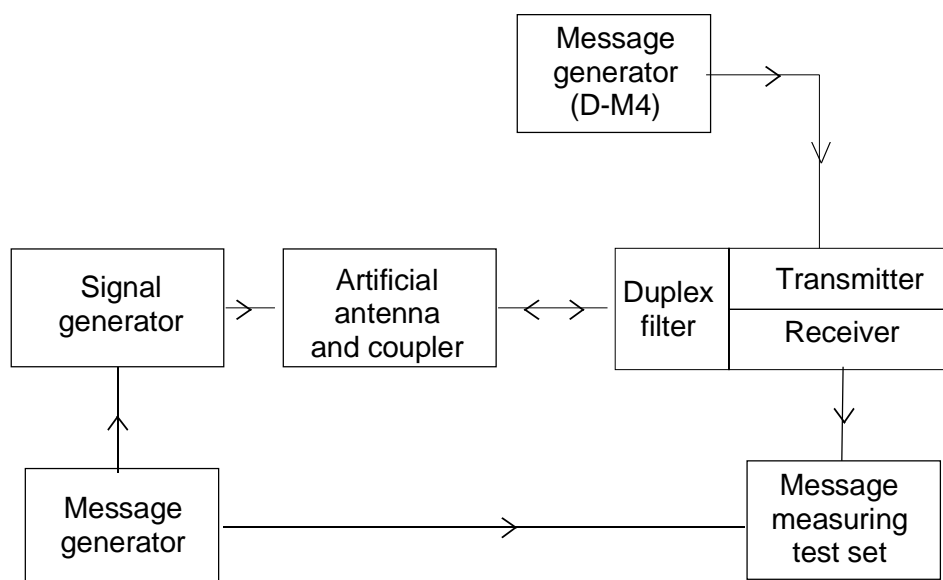 Message
generator
(D-M4)
Signal
generator
Artificial
antenna
and coupler
Duplex
filter
Transmitter
Receiver
Message
generator
Message
measuring
test set